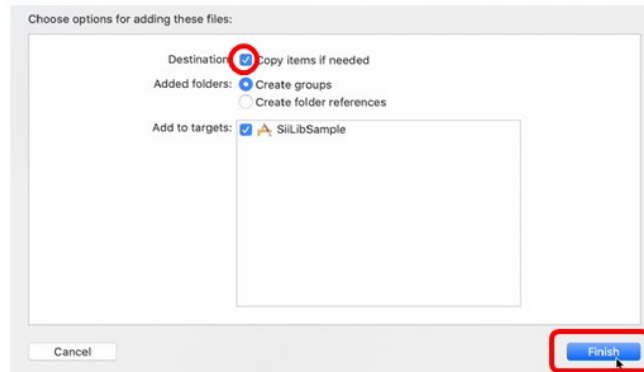 Choose options for adding these files:
Destination: Copy items if needed
Added folders: Create groups
Create folder references
Add to targets: SiiLibSample
Cancel Finish